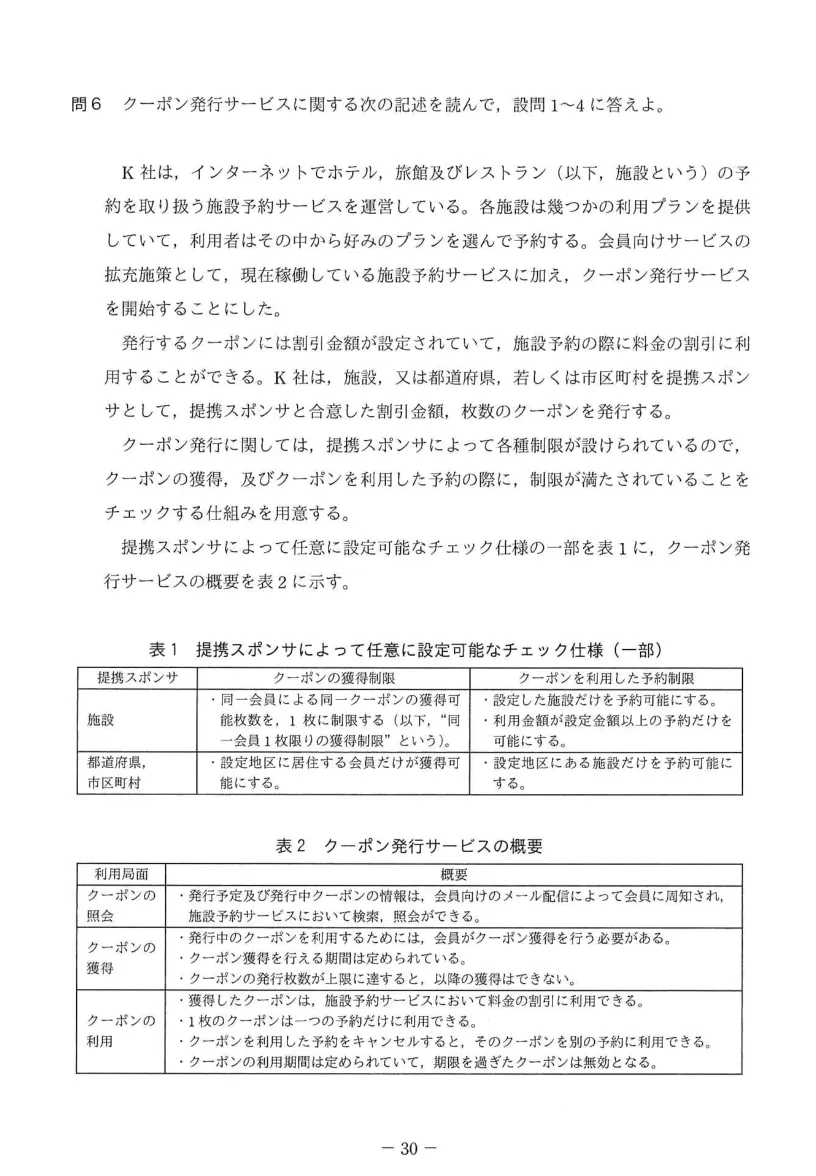 問6 クーポン発行サービスに関する次の記述を読んで，設問1～4に答えよ。
K社は，インターネットでホテル，旅館及びレストラン（以下，施設という）の予
約を取り扱う施設予約サービスを運営している。各施設は幾つかの利用プランを提供
していて，利用者はその中から好みのプランを選んで予約する。会員向けサービスの
拡充施策として，現在稼働している施設予約サービスに加え，クーポン発行サービス
を開始することにした。
発行するクーポンには割引金額が設定されていて，施設予約の際に料金の割引に利
用することができる。K社は，施設，又は都道府県，若しくは市区町村を提携スポン
サとして，提携スポンサと合意した割引金額，枚数のクーポンを発行する。
クーポン発行に関しては，提携スポンサによって各種制限が設けられているので，
クーポンの獲得，及びクーポンを利用した予約の際に，制限が満たされていることを
チェックする仕組みを用意する。
提携スポンサによって任意に設定可能なチェック仕様の一部を表1に，クーポン発
行サービスの概要を表2に示す。
表1 提携スポンサによって任意に設定可能なチェック仕様（一部）
提携スポンサ クーポンの獲得制限 クーポンを利用した予約制限
施設
・同一会員による同一クーポンの獲得可
能枚数を，1枚に制限する（以下，“同
一会員1枚限りの獲得制限”という）。
・設定した施設だけを予約可能にする。
・利用金額が設定金額以上の予約だけを
可能にする。
都道府県，
市区町村
・設定地区に居住する会員だけが獲得可
能にする。
・設定地区にある施設だけを予約可能に
する。
表2 クーポン発行サービスの概要
利用局面 概要
クーポンの
照会
・発行予定及び発行中クーポンの情報は，会員向けのメール配信によって会員に周知され，
施設予約サービスにおいて検索，照会ができる。
クーポンの
獲得
・発行中のクーポンを利用するためには，会員がクーポン獲得を行う必要がある。
・クーポン獲得を行える期間は定められている。
・クーポンの発行枚数が上限に達すると，以降の獲得はできない。
クーポンの
利用
・獲得したクーポンは，施設予約サービスにおいて料金の割引に利用できる。
・1枚のクーポンは一つの予約だけに利用できる。
・クーポンを利用した予約をキャンセルすると，そのクーポンを別の予約に利用できる。
・クーポンの利用期間は定められていて，期限を過ぎたクーポンは無効となる。
－ 30 －